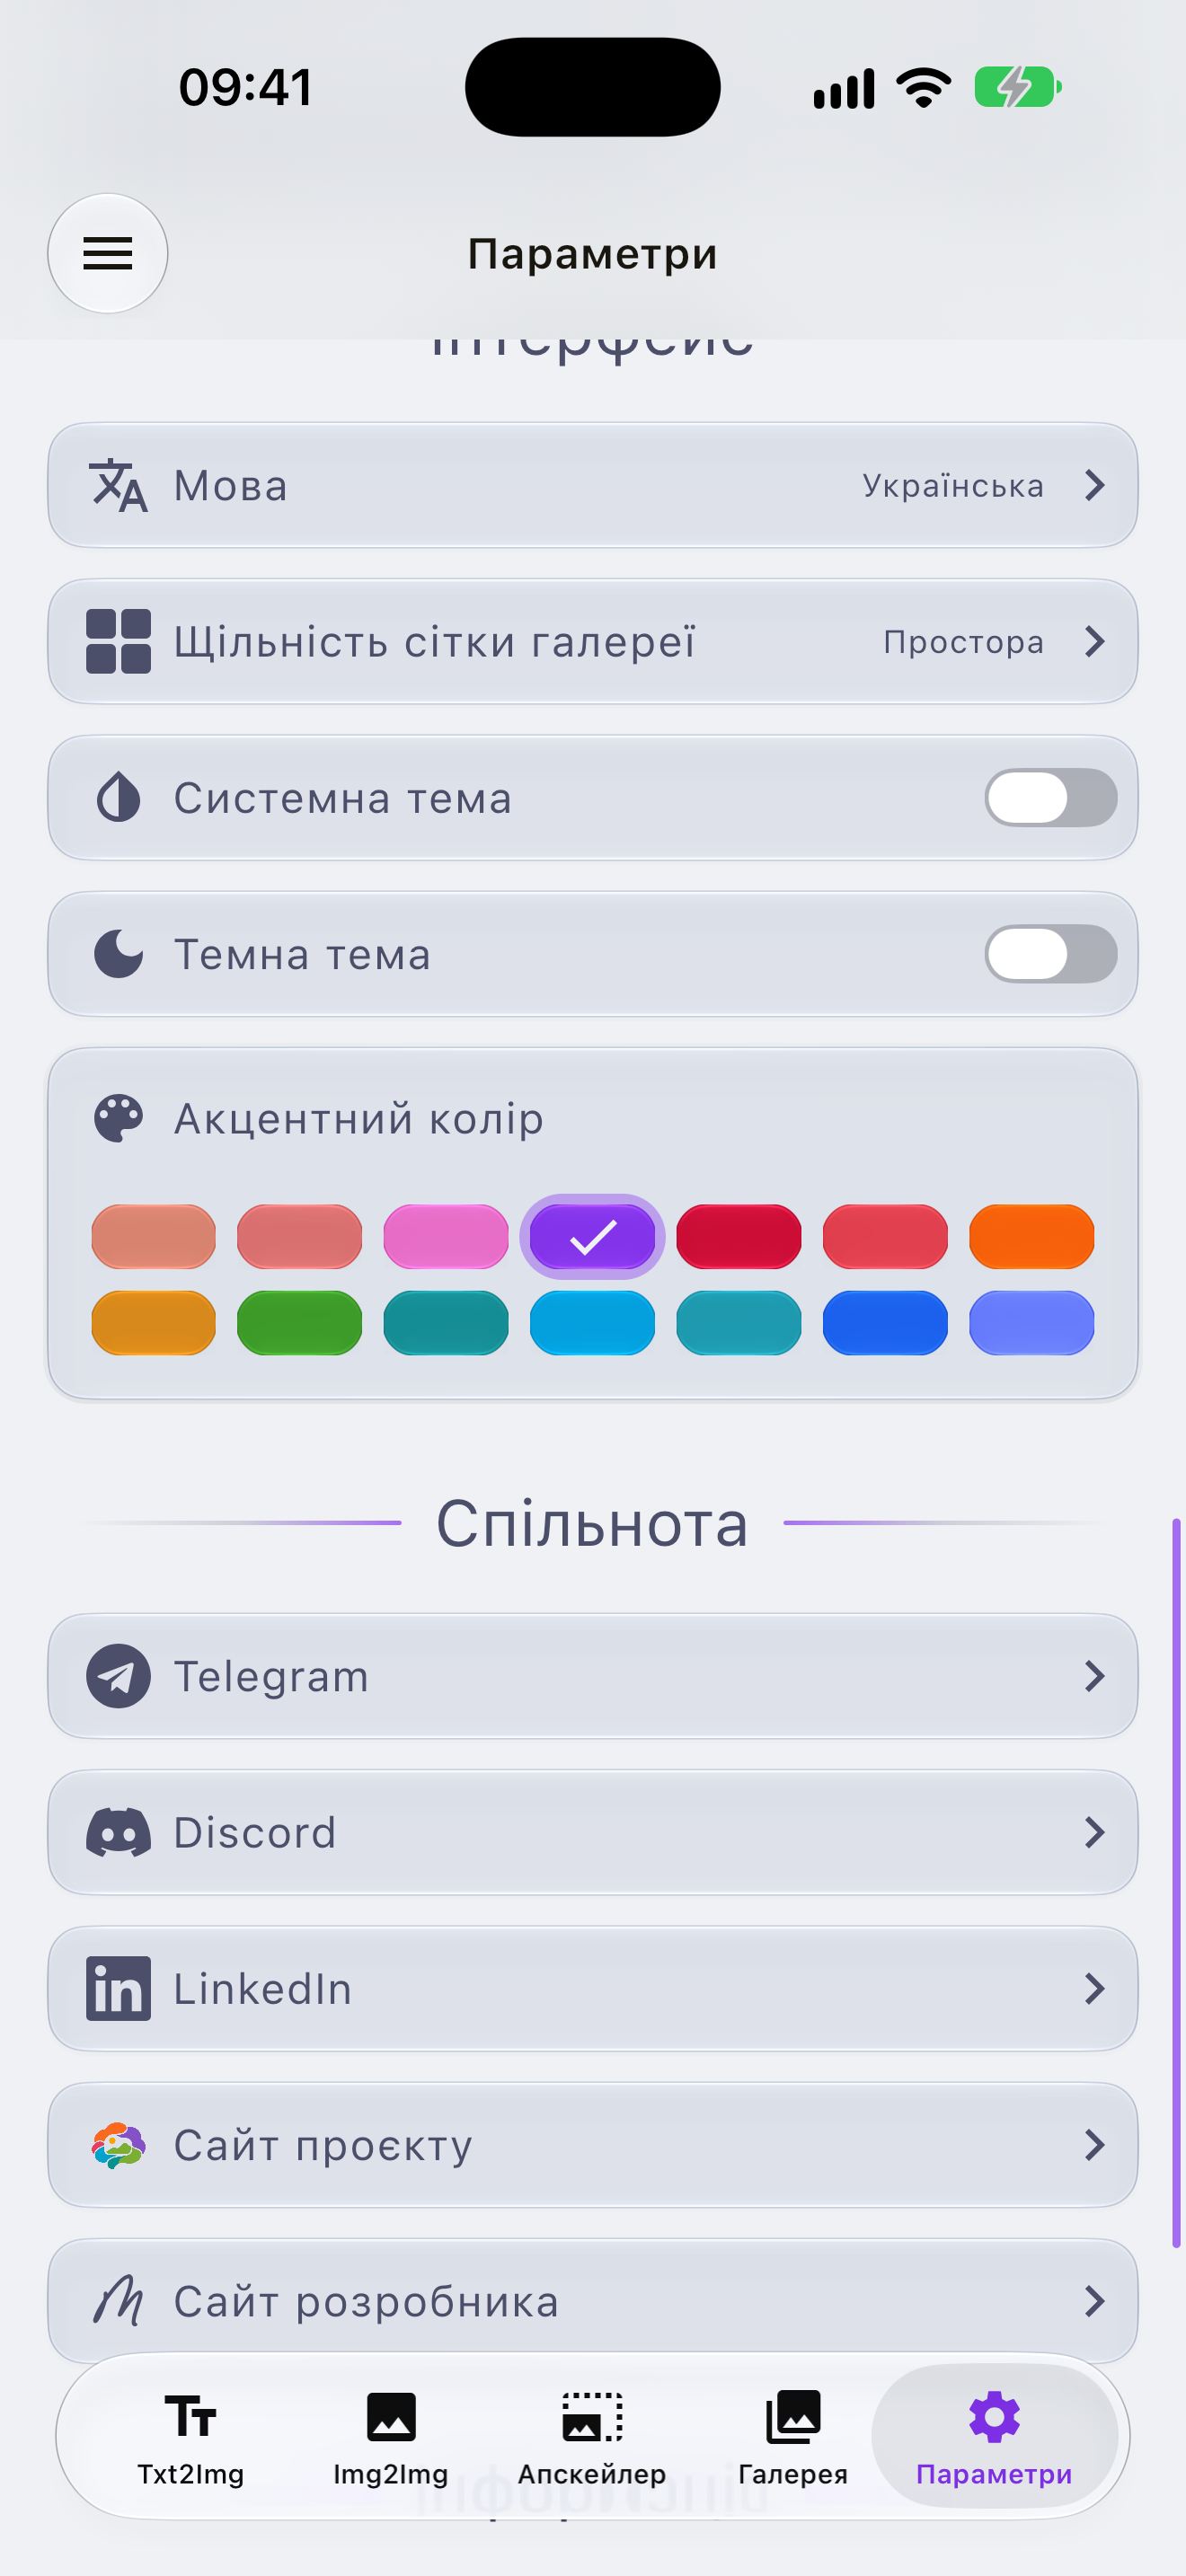 09:41
Параметри
Інтерфейс
Мова
Українська
Щільність сітки галереї
Простора
Системна тема
Темна тема
Акцентний колір
Спільнота
Telegram
Discord
LinkedIn
Сайт проєкту
Сайт розробника
Txt2Img
Img2Img
Апскейлер
Галерея
Параметри